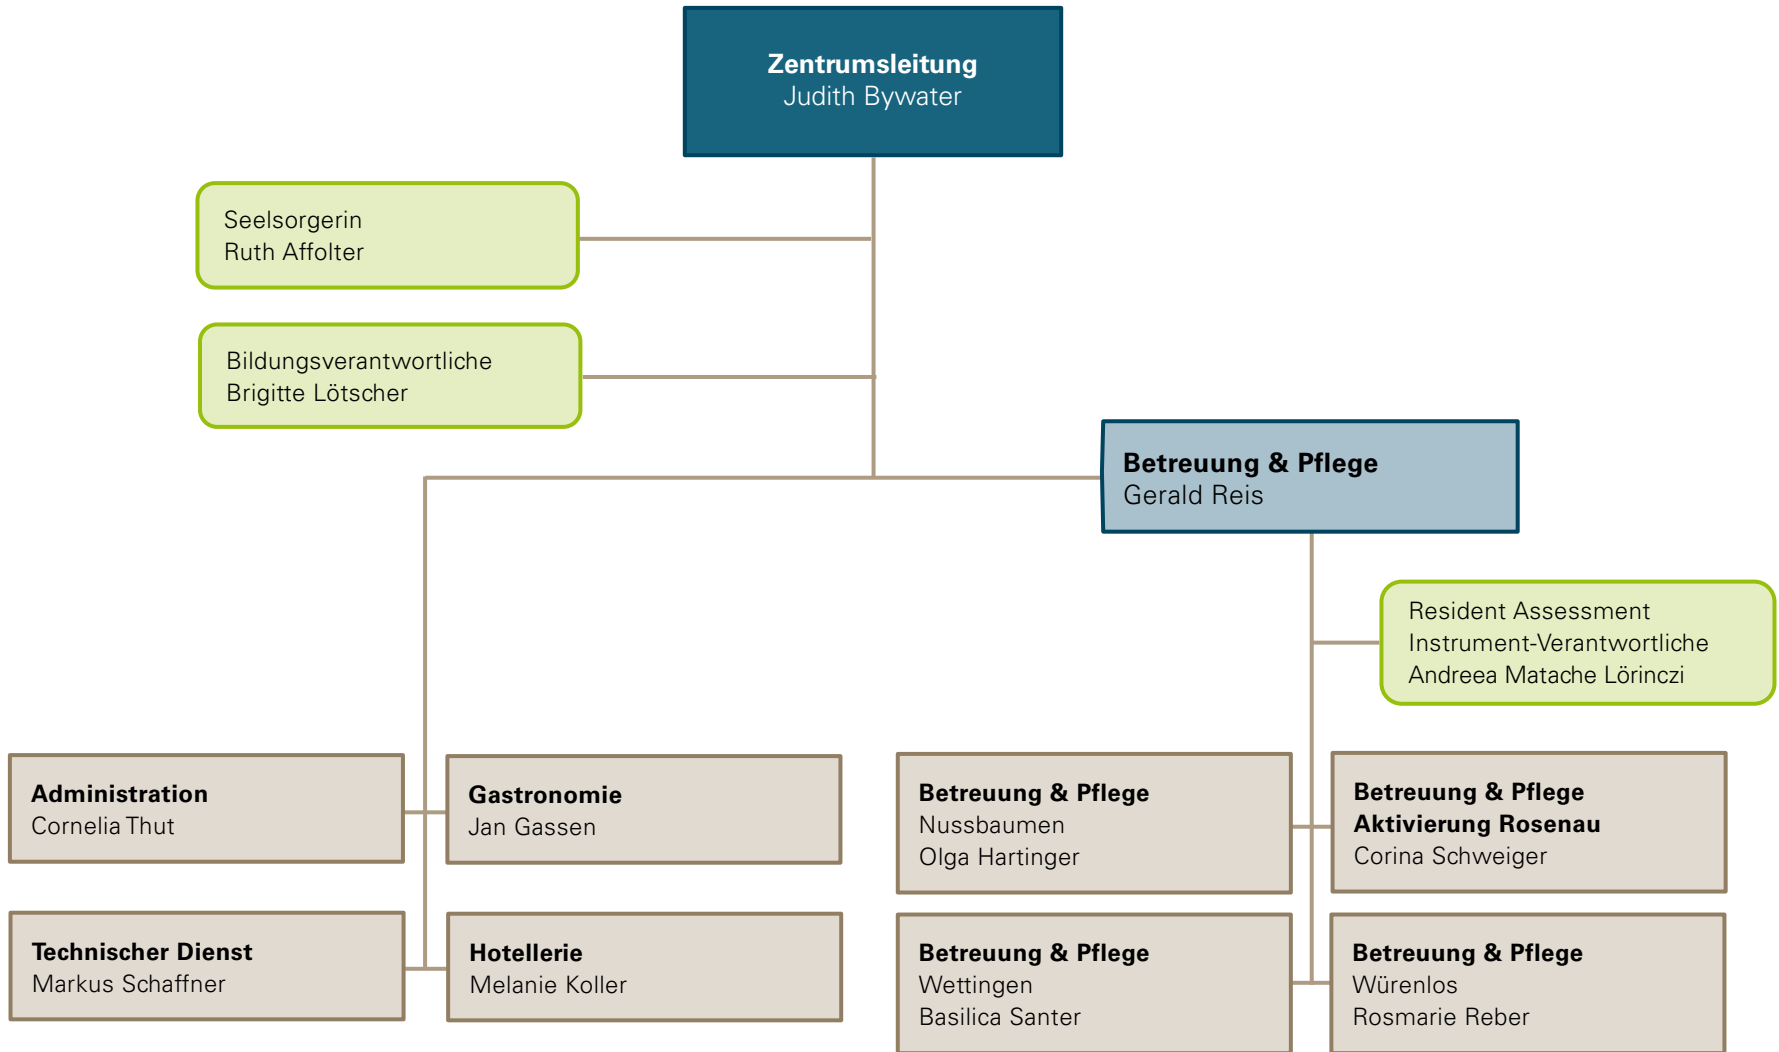 Zentrumsleitung
Judith Bywater
Seelsorgerin
Ruth Affolter
Bildungsverantwortliche
Brigitte Lötscher
Betreuung & Pflege
Gerald Reis
Resident Assessment
Instrument-Verantwortliche
Andreea Matache Lörinczi
Administration
Cornelia Thut
Gastronomie
Jan Gassen
Betreuung & Pflege
Nussbaumen
Olga Hartinger
Betreuung & Pflege
Aktivierung Rosenau
Corina Schweiger
Technischer Dienst
Markus Schaffner
Hotellerie
Melanie Koller
Betreuung & Pflege
Wettingen
Basilica Santer
Betreuung & Pflege
Würenlos
Rosmarie Reber